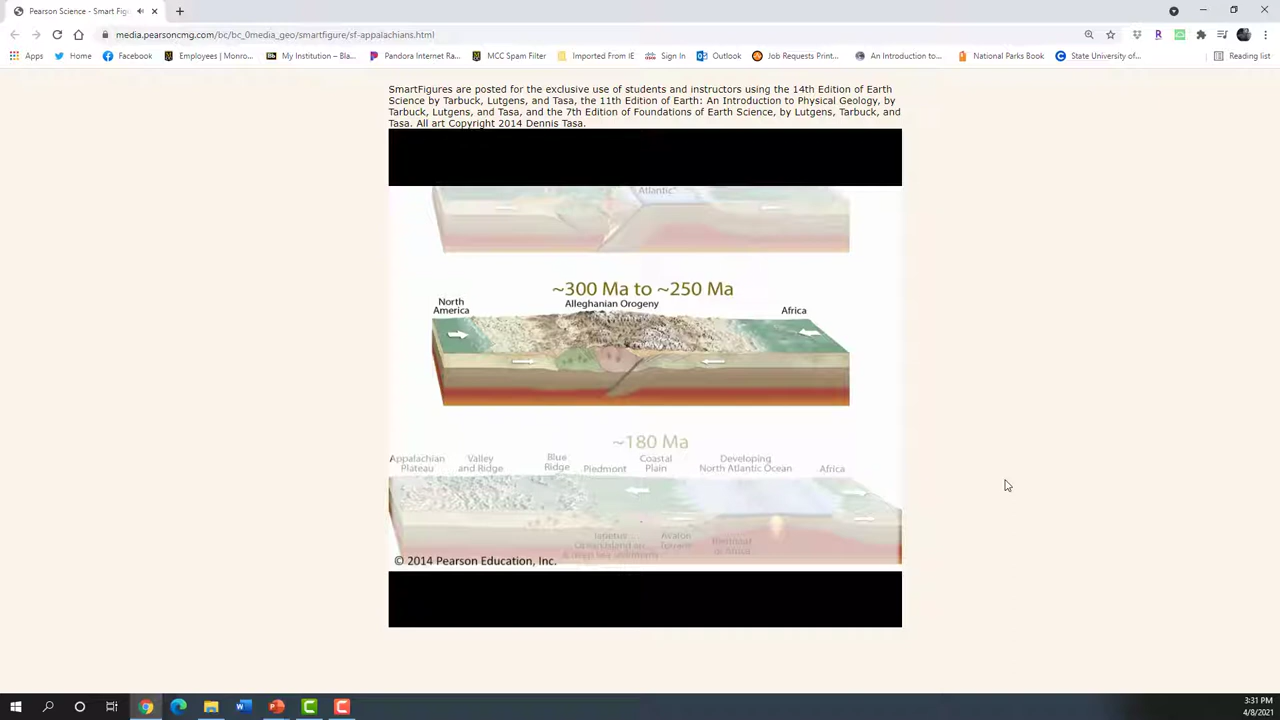 Pearson Science - Smart Fig
media.pearsoncmg.com/bc/bc_0media_geo/smartfigure/sf-appalachians.htm
Apps Home Facebook Employees | Monro... My Institution – Bla... Pandora Internet Ra... MCC Spam Filter Imported From IE Sign In Outlook Job Requests Print... An Introduction to... National Parks Book State University of... Reading list
SmartFigures are posted for the exclusive use of students and instructors using the 14th Edition of Earth
Science by Tarbuck, Lutgens, and Tasa, the 11th Edition of Earth: An Introduction to Physical Geology, by
Tarbuck, Lutgens, and Tasa, and the 7th Edition of Foundations of Earth Science, by Lutgens, Tarbuck, and
Tasa. All art Copyright 2014 Dennis Tasa.
Atlantic"
~300 Ma to ~250 Ma
Alleghanian Orogeny
North
America
Africa
~180 Ma
Appalachian
Plateau
Valley
and Ridge
Blue
Ridge
Piedmont
Coastal
Plain
Developing
North Atlantic Ocean
Africa
Avalon
© 2014 Pearson Education, Inc.
3:31 PM
4/8/2021